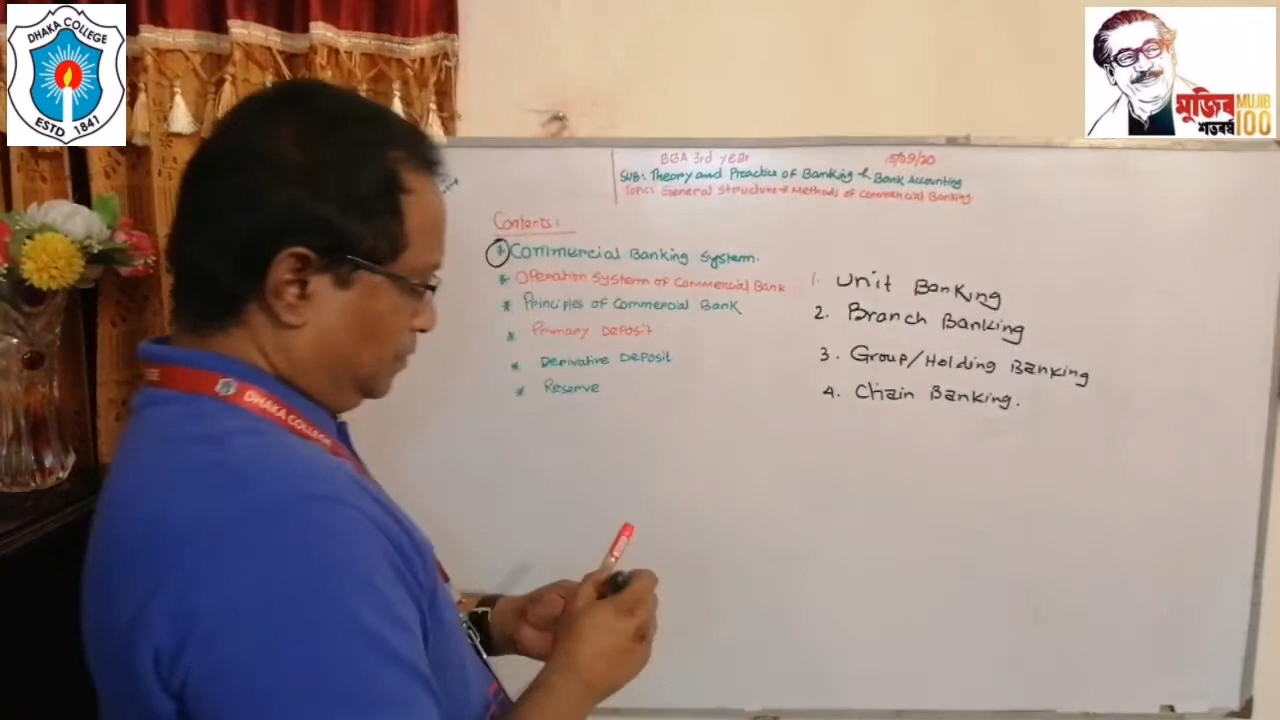 DHAKA COLLEGE
ESTD 1841
মুজিব
শতবর্ষ
MUJIB
100
BBA 3rd year 15/09/20
SUB: Theory and Preactice of Banking & Bank Accounting
Topic: General Structure & Methods of Commercial Banking
Contents:
* Commercial Banking System.
* Operation System of Commercial Bank
* Principles of Commercial Bank
* Primary Deposit
* Derivative Deposit
* Reserve
1. Unit Banking
2. Branch Banking
3. Group/Holding Banking
4. Chain Banking.
DHAKA COLLEGE